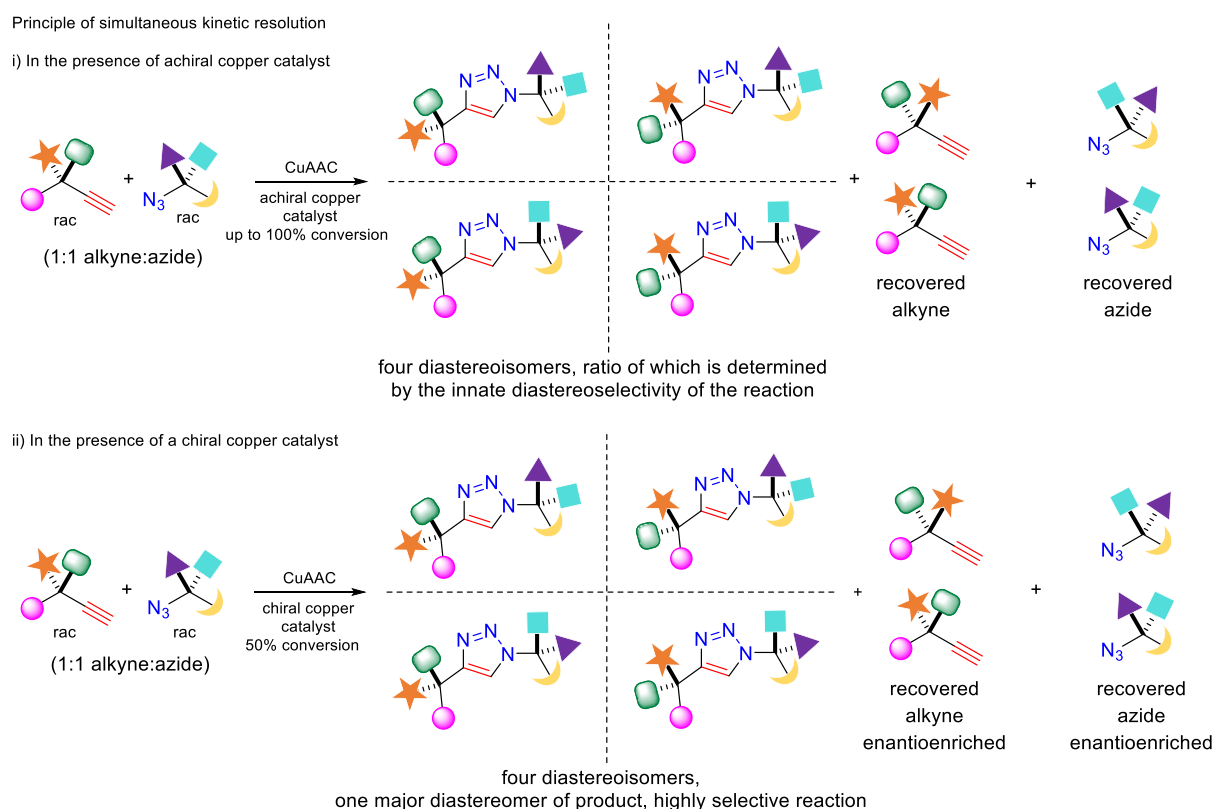 Principle of simultaneous kinetic resolution
i) In the presence of achiral copper catalyst
rac
+
N3
rac
(1:1 alkyne:azide)
CuAAC
achiral copper
catalyst
up to 100% conversion
N=N
N
N=N
N
N=N
N
N=N
N
+
recovered
alkyne
+
N3
N3
recovered
azide
four diastereoisomers, ratio of which is determined
by the innate diastereoselectivity of the reaction
ii) In the presence of a chiral copper catalyst
rac
+
N3
rac
(1:1 alkyne:azide)
CuAAC
chiral copper
catalyst
50% conversion
N=N
N
N=N
N
N=N
N
N=N
N
+
recovered
alkyne
enantioenriched
+
N3
N3
recovered
azide
enantioenriched
four diastereoisomers,
one major diastereomer of product, highly selective reaction